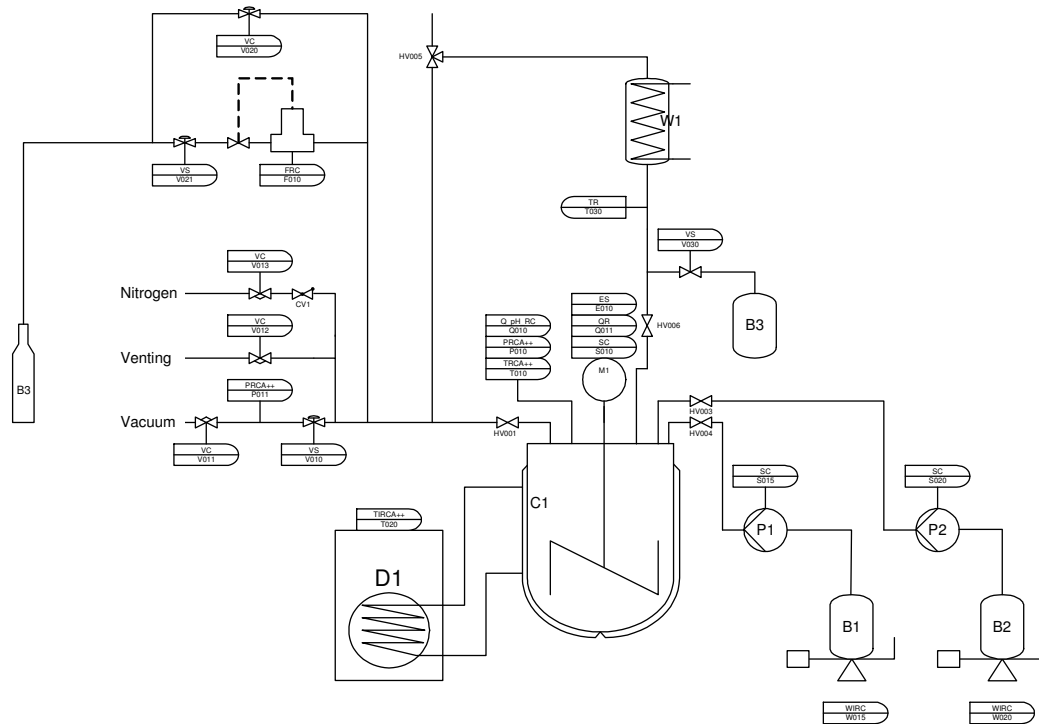 VC
V020
HV005
W1
VS
V021
FRC
F010
TR
T030
VS
V030
VC
V013
Nitrogen
CV1
ES
E010
Q_pH_RC
Q010
QR
Q011
HV006
B3
VC
V012
PRCA++
P010
SC
S010
Venting
TRCA++
T010
M1
B3
PRCA++
P011
Vacuum
HV001
HV003
HV004
VC
V011
VS
V010
SC
S015
SC
S020
C1
TIRCA++
T020
P1
P2
D1
B1
B2
WIRC
W015
WIRC
W020